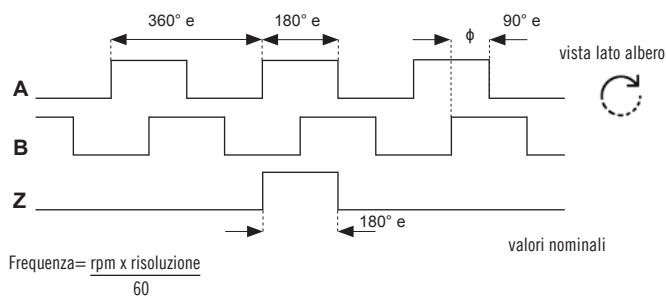 360° e 180° e ϕ 90° e
vista lato albero
A
B
Z
180° e
valori nominali
Frequenza= rpm x risoluzione
60